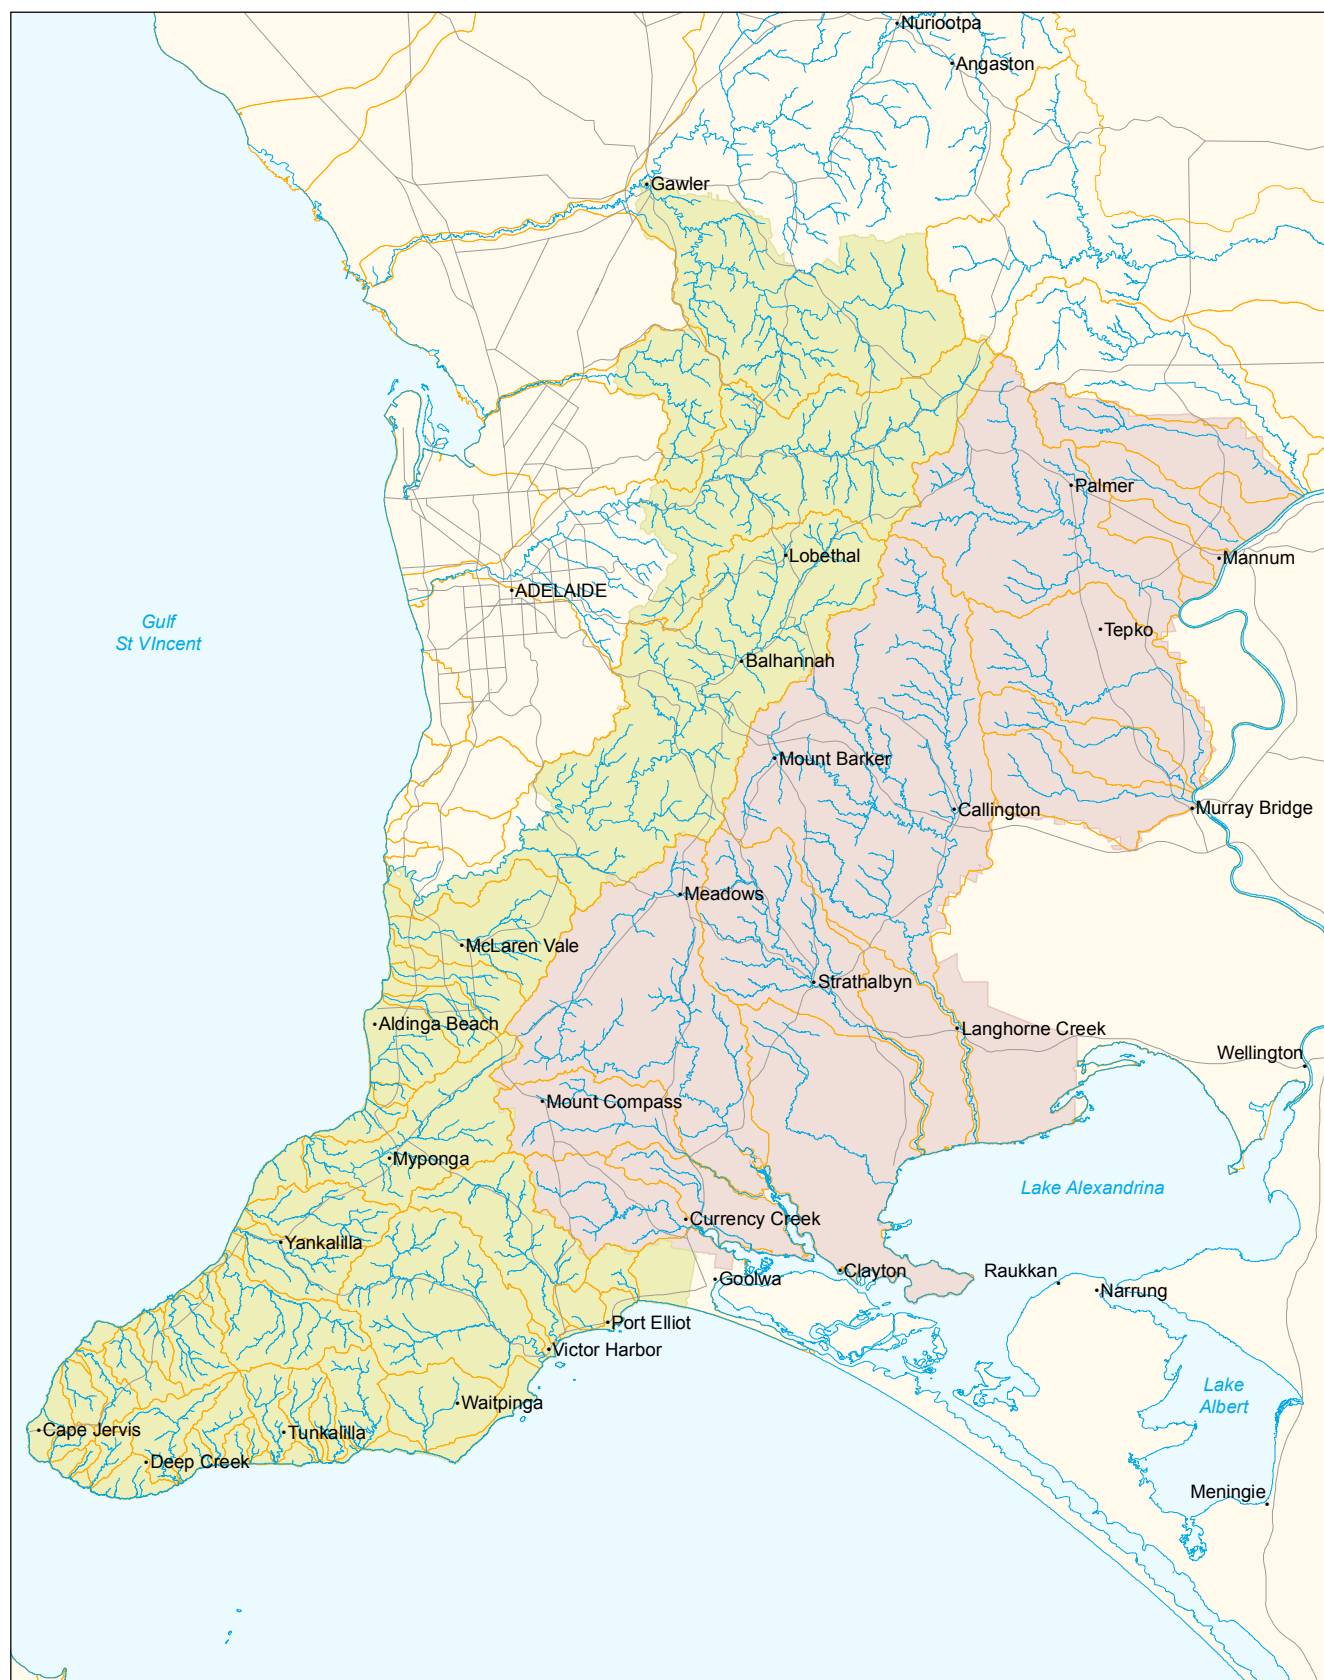 Nuriootpa
Angaston
Gawler
Palmer
Lobethal
Mannum
ADELAIDE
Gulf
St VIncent
Tepko
Balhannah
Mount Barker
Callington
Murray Bridge
Meadows
McLaren Vale
Strathalbyn
Aldinga Beach
Langhorne Creek
Wellington
Mount Compass
Myponga
Lake Alexandrina
Currency Creek
Yankalilla
Clayton
Raukkan
Goolwa
Narrung
Port Elliot
Victor Harbor
Lake
Albert
Waitpinga
Cape Jervis
Tunkalilla
Deep Creek
Meningie